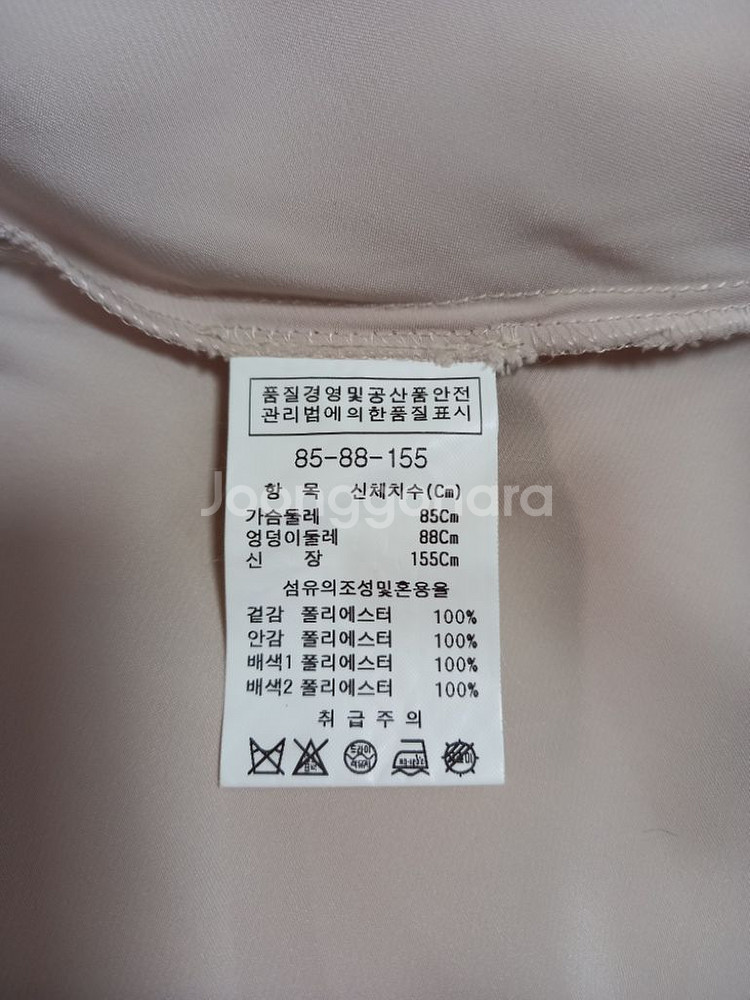 품질경영및공산품안전
관리법에의한품질표시
85-88-155
항 목 신체치수(Cm)
Joonggonara
가슴둘레 85Cm
엉덩이둘레 88Cm
신 장 155Cm
섬유의조성및혼용율
겉감 폴리에스터 100%
안감 폴리에스터 100%
배색1 폴리에스터 100%
배색2 폴리에스터 100%
취 급 주 의
드라이